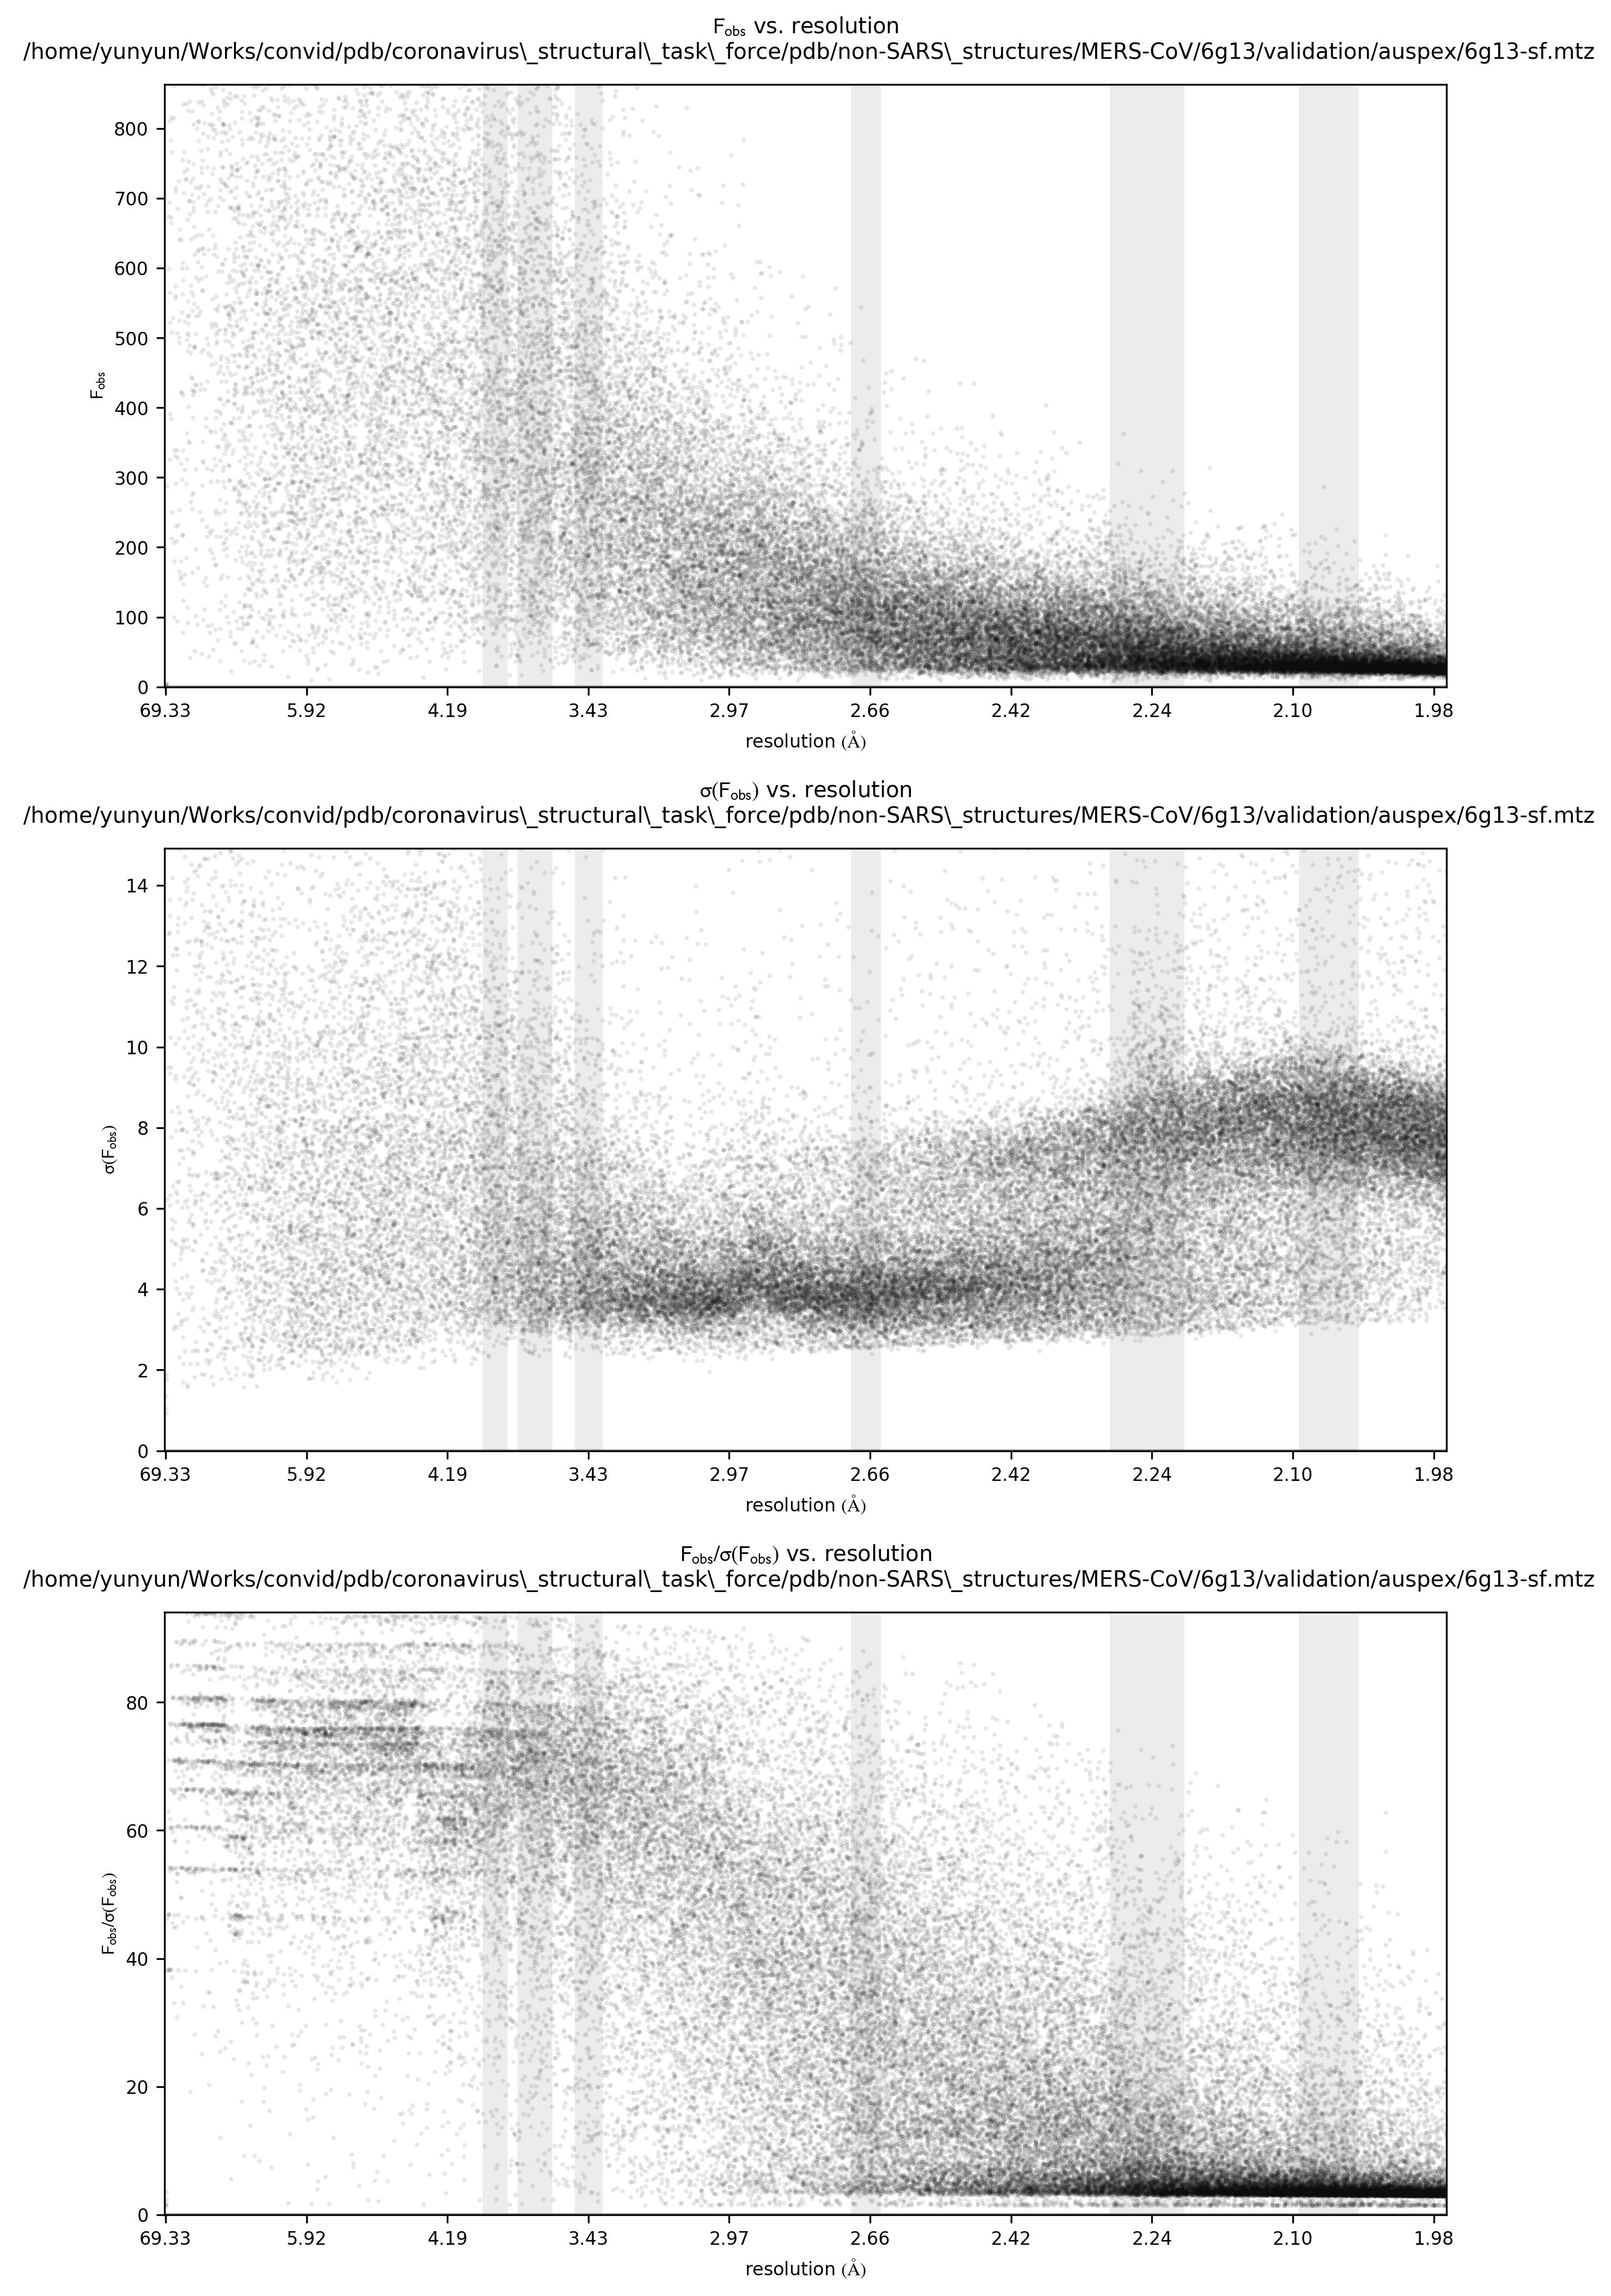 Fobs vs. resolution
/home/yunyun/Works/convid/pdb/coronavirus\_structural\_task\_force/pdb/non-SARS\_structures/MERS-CoV/6g13/validation/auspex/6g13-sf.mtz
800
700
600
500
400
300
200
100
0
Fobs
69.33 5.92 4.19 3.43 2.97 2.66 2.42 2.24 2.10 1.98
resolution (Å)
σ(Fobs) vs. resolution
/home/yunyun/Works/convid/pdb/coronavirus\_structural\_task\_force/pdb/non-SARS\_structures/MERS-CoV/6g13/validation/auspex/6g13-sf.mtz
14
12
10
8
6
4
2
0
σ(Fobs)
69.33 5.92 4.19 3.43 2.97 2.66 2.42 2.24 2.10 1.98
resolution (Å)
Fobs/σ(Fobs) vs. resolution
/home/yunyun/Works/convid/pdb/coronavirus\_structural\_task\_force/pdb/non-SARS\_structures/MERS-CoV/6g13/validation/auspex/6g13-sf.mtz
80
60
40
20
0
Fobs/σ(Fobs)
69.33 5.92 4.19 3.43 2.97 2.66 2.42 2.24 2.10 1.98
resolution (Å)